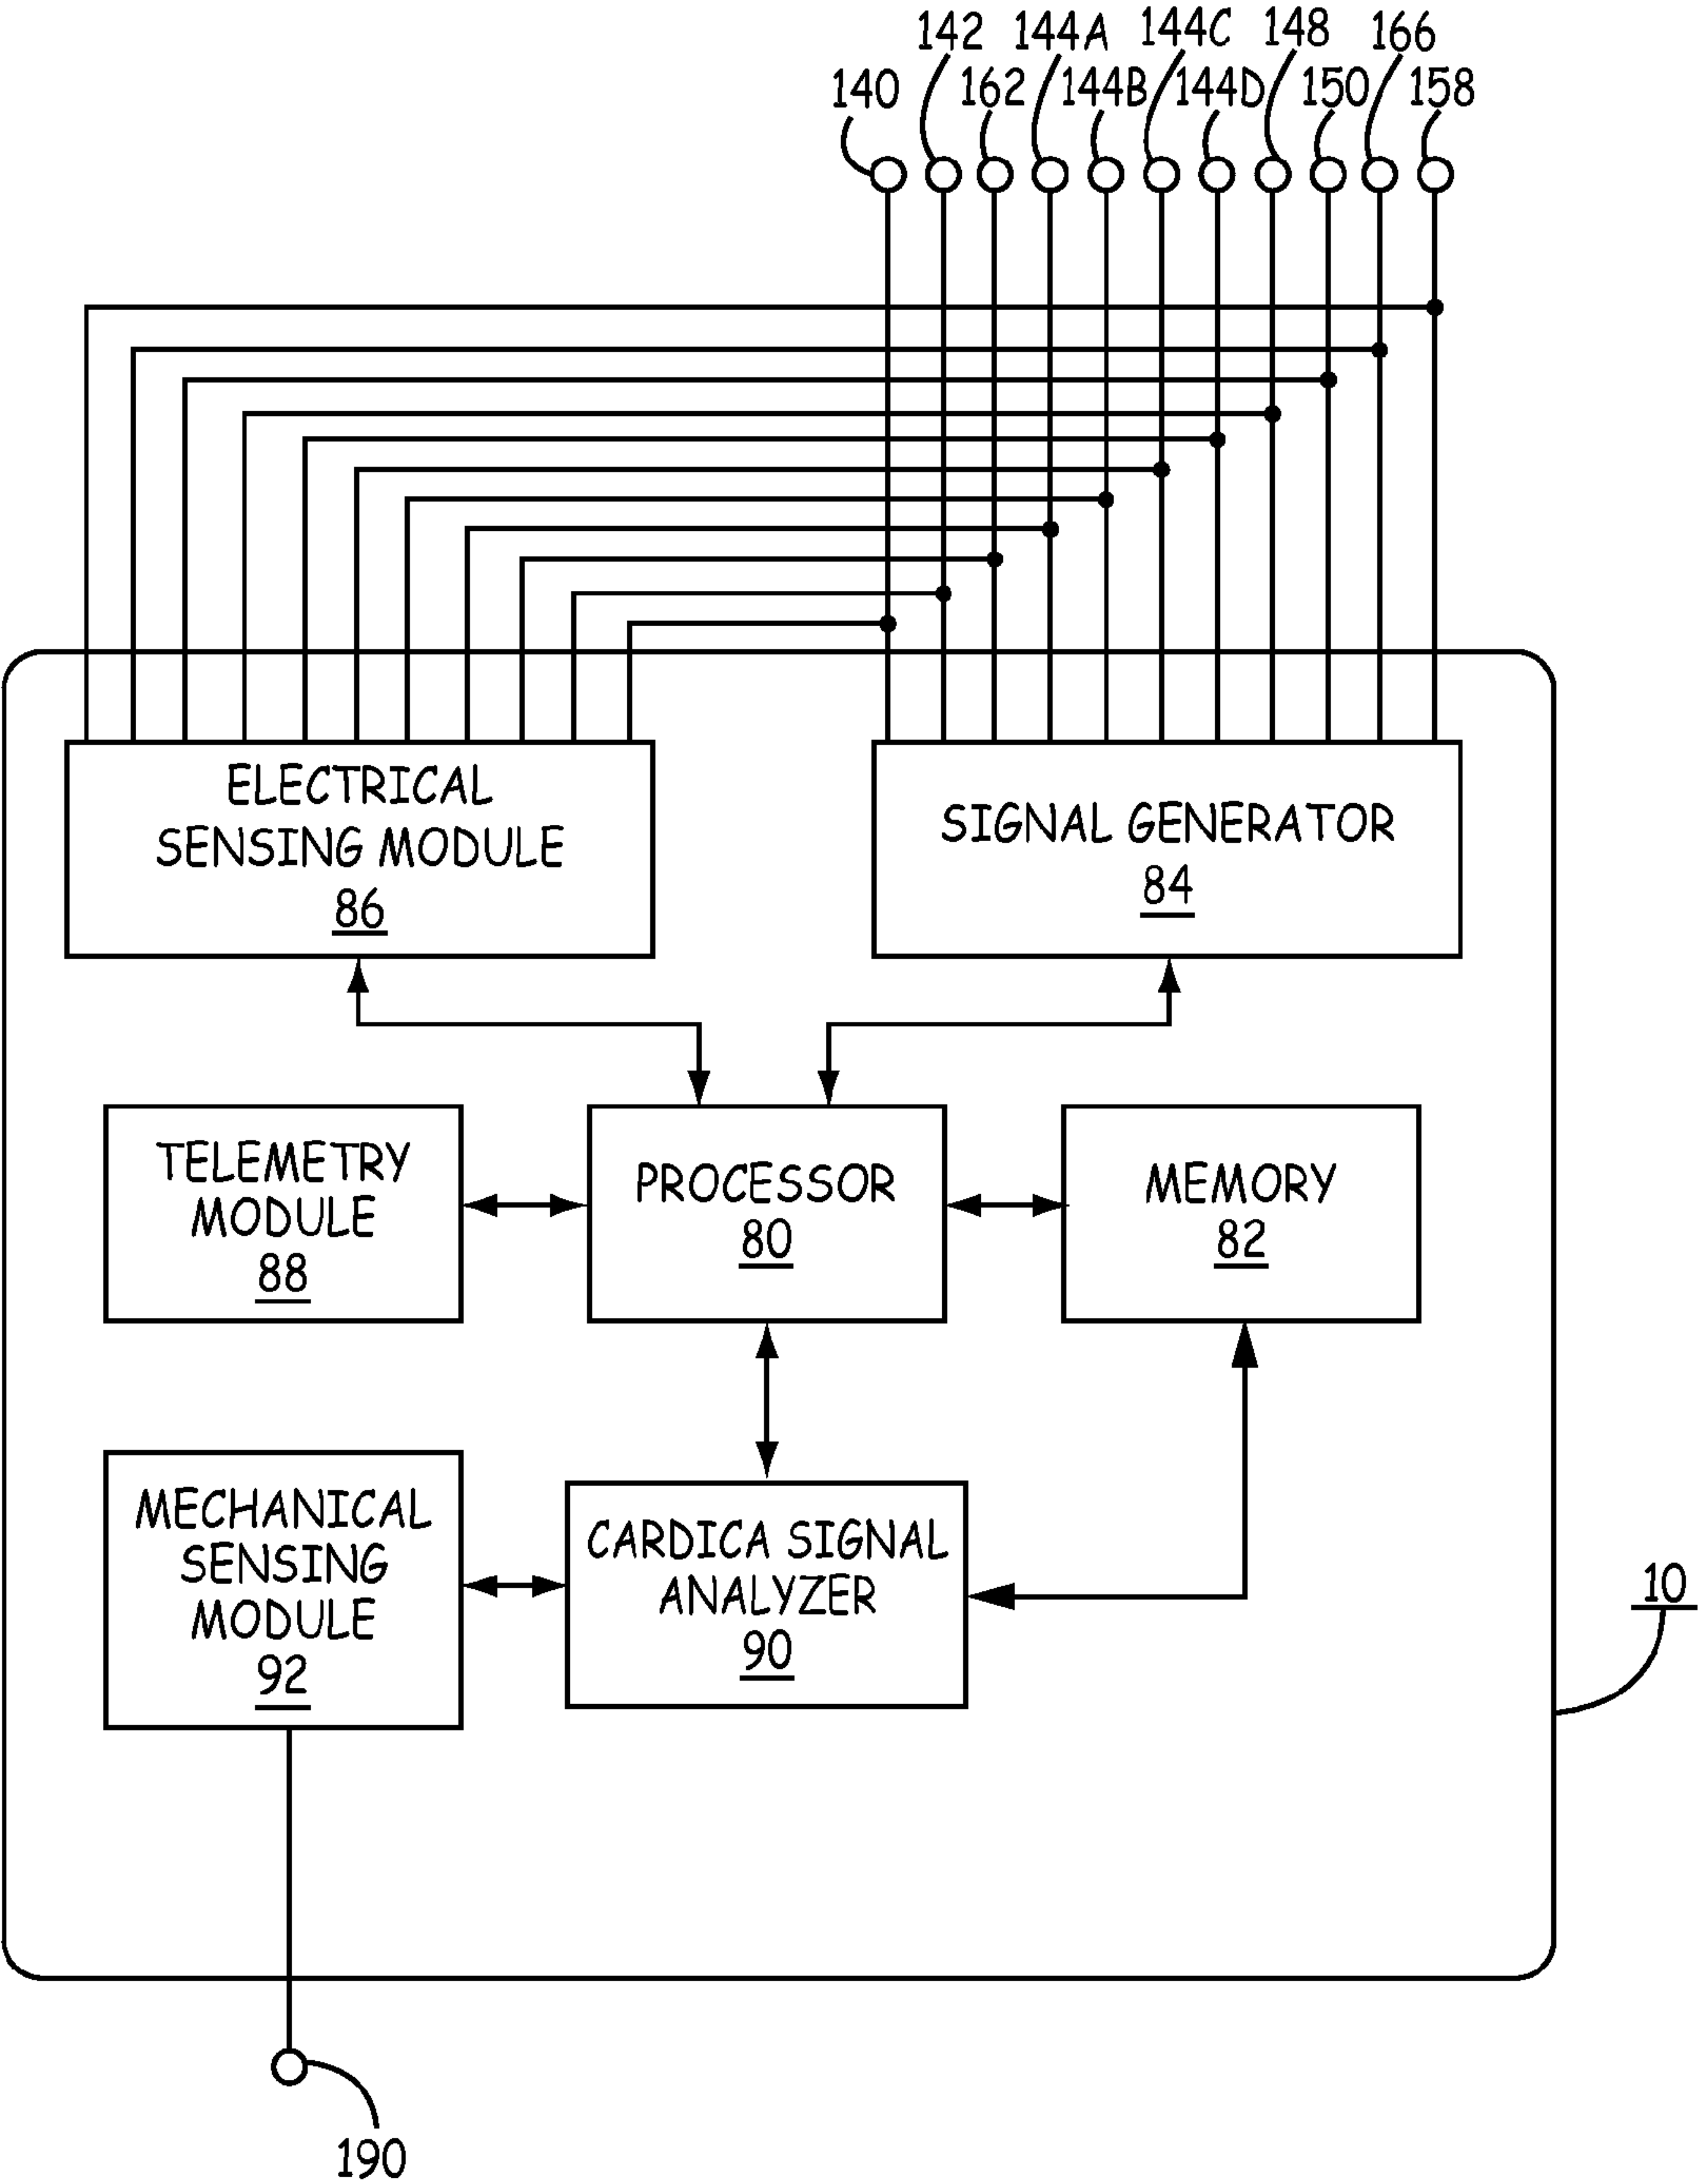 142 144A 144C 148 166
140 162 144B 144D 150 158
ELECTRICAL
SENSING MODULE
86
SIGNAL GENERATOR
84
TELEMETRY
MODULE
88
PROCESSOR
80
MEMORY
82
MECHANICAL
SENSING
MODULE
92
CARDICA SIGNAL
ANALYZER
90
10
190